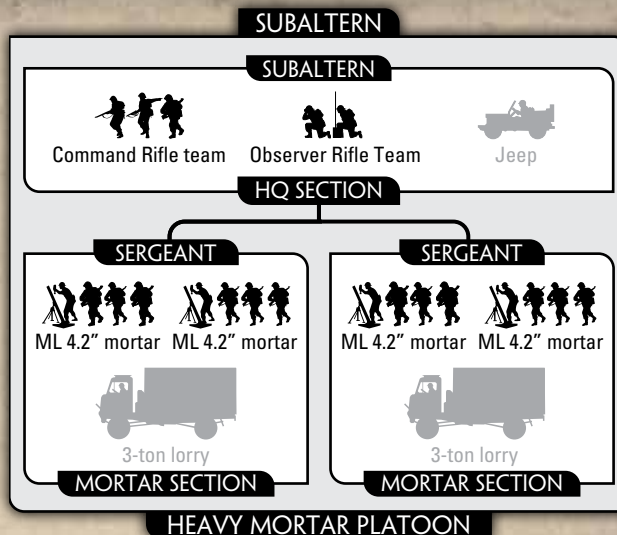 SUBALTERN
SUBALTERN
Command Rifle team Observer Rifle Team Jeep
HQ SECTION
SERGEANT SERGEANT
ML 4.2” mortar ML 4.2” mortar ML 4.2” mortar ML 4.2” mortar
3-ton lorry 3-ton lorry
MORTAR SECTION MORTAR SECTION
HEAVY MORTAR PLATOON